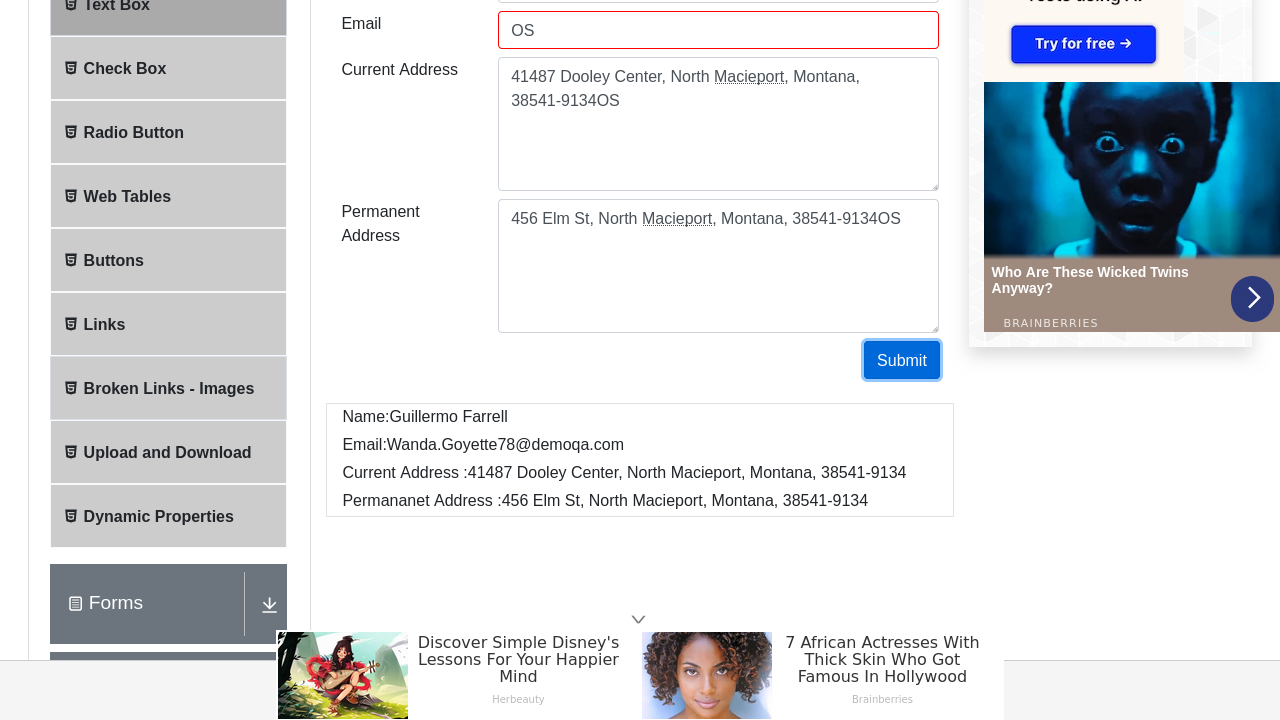 Text Box
Check Box
Radio Button
Web Tables
Buttons
Links
Broken Links - Images
Upload and Download
Dynamic Properties
Forms
Email
OS
Current Address
41487 Dooley Center, North Macieport, Montana,
38541-9134OS
Permanent
Address
456 Elm St, North Macieport, Montana, 38541-9134OS
Submit
Name:Guillermo Farrell
Email:Wanda.Goyette78@demoqa.com
Current Address :41487 Dooley Center, North Macieport, Montana, 38541-9134
Permananet Address :456 Elm St, North Macieport, Montana, 38541-9134
Try for free →
Who Are These Wicked Twins
Anyway?
BRAINBERRIES
Discover Simple Disney's
Lessons For Your Happier
Mind
Herbeauty
7 African Actresses With
Thick Skin Who Got
Famous In Hollywood
Brainberries